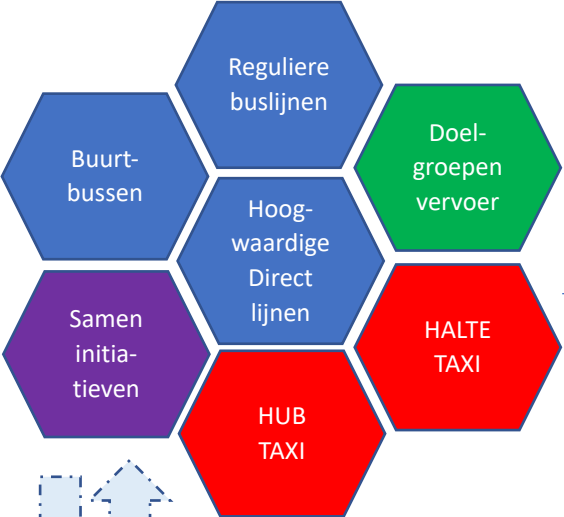 Reguliere
buslijnen
Buurt-
bussen
Doel-
groepen
vervoer
Hoog-
waardige
Direct
lijnen
Samen
initia-
tieven
HALTE
TAXI
HUB
TAXI